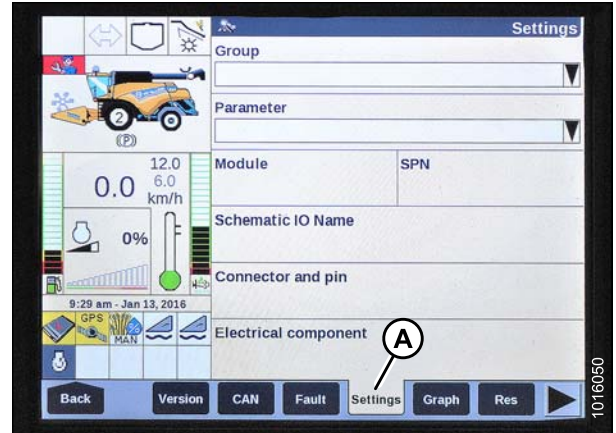 Settings
Group
Parameter
2
(P)
12.0
0.0 6.0
km/h
Module SPN
0%
Schematic IO Name
Connector and pin
9:29 am - Jan 13, 2016
GPS
MAN %
Electrical component
A
Back Version CAN Fault Settings Graph Res
1016050